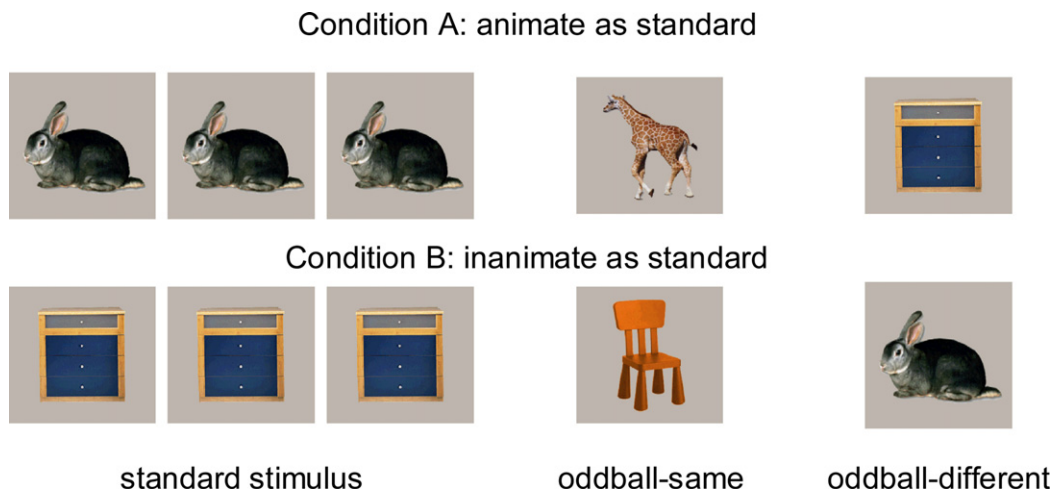 Condition A: animate as standard
Condition B: inanimate as standard
standard stimulus oddball-same oddball-different